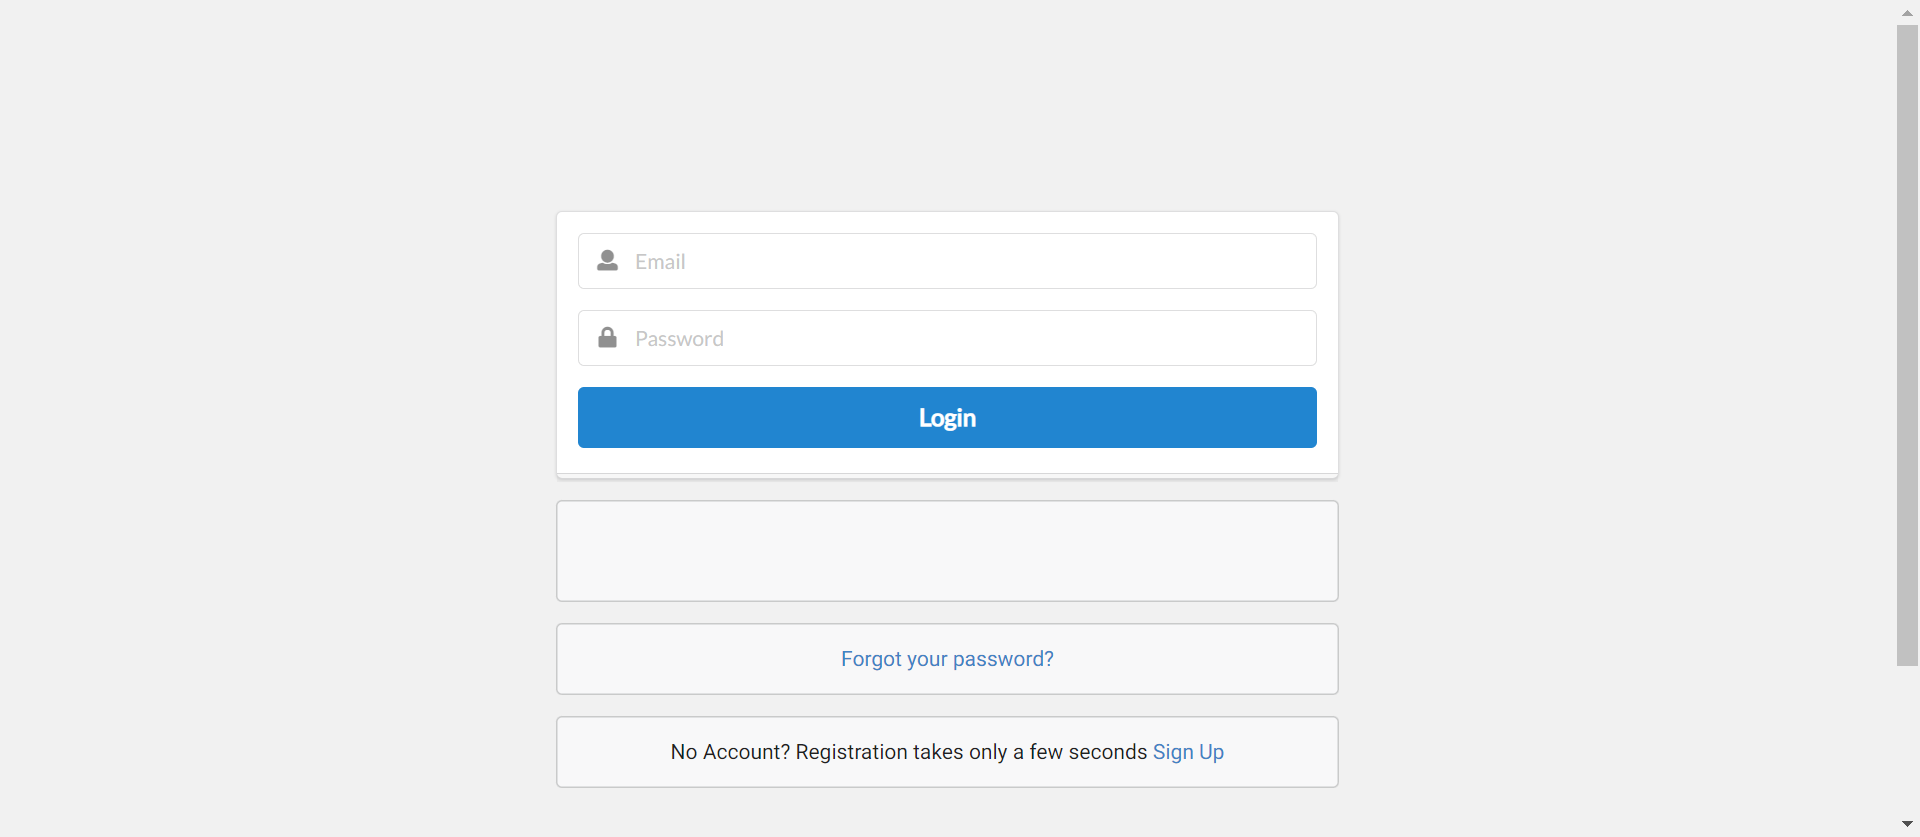 Email
Password
Login
Forgot your password?
No Account? Registration takes only a few seconds Sign Up